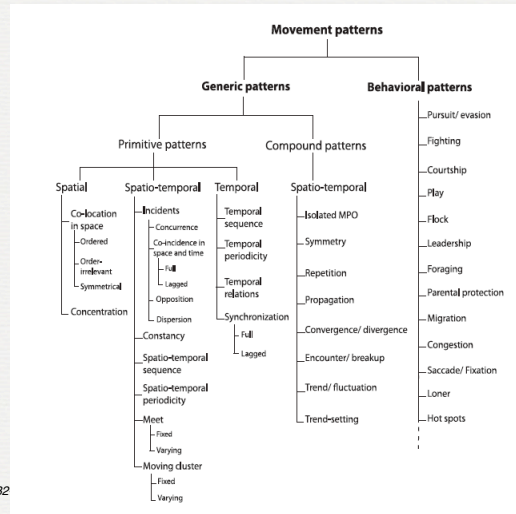 Movement patterns
Generic patterns
Behavioral patterns
Primitive patterns
Compound patterns
Spatial
Co-location
in space
Ordered
Order-
irrelevant
Symmetrical
Concentration
Spatio-temporal
Incidents
Concurrence
Co-incidence in
space and time
Full
Lagged
Opposition
Dispersion
Constancy
Spatio-temporal
sequence
Spatio-temporal
periodicity
Meet
Fixed
Varying
Moving cluster
Fixed
Varying
Temporal
Temporal
sequence
Temporal
periodicity
Temporal
relations
Synchronization
Full
Lagged
Spatio-temporal
Isolated MPO
Symmetry
Repetition
Propagation
Convergence/ divergence
Encounter/ breakup
Trend/ fluctuation
Trend-setting
Pursuit/ evasion
Fighting
Courtship
Play
Flock
Leadership
Foraging
Parental protection
Migration
Congestion
Saccade/ Fixation
Loner
Hot spots